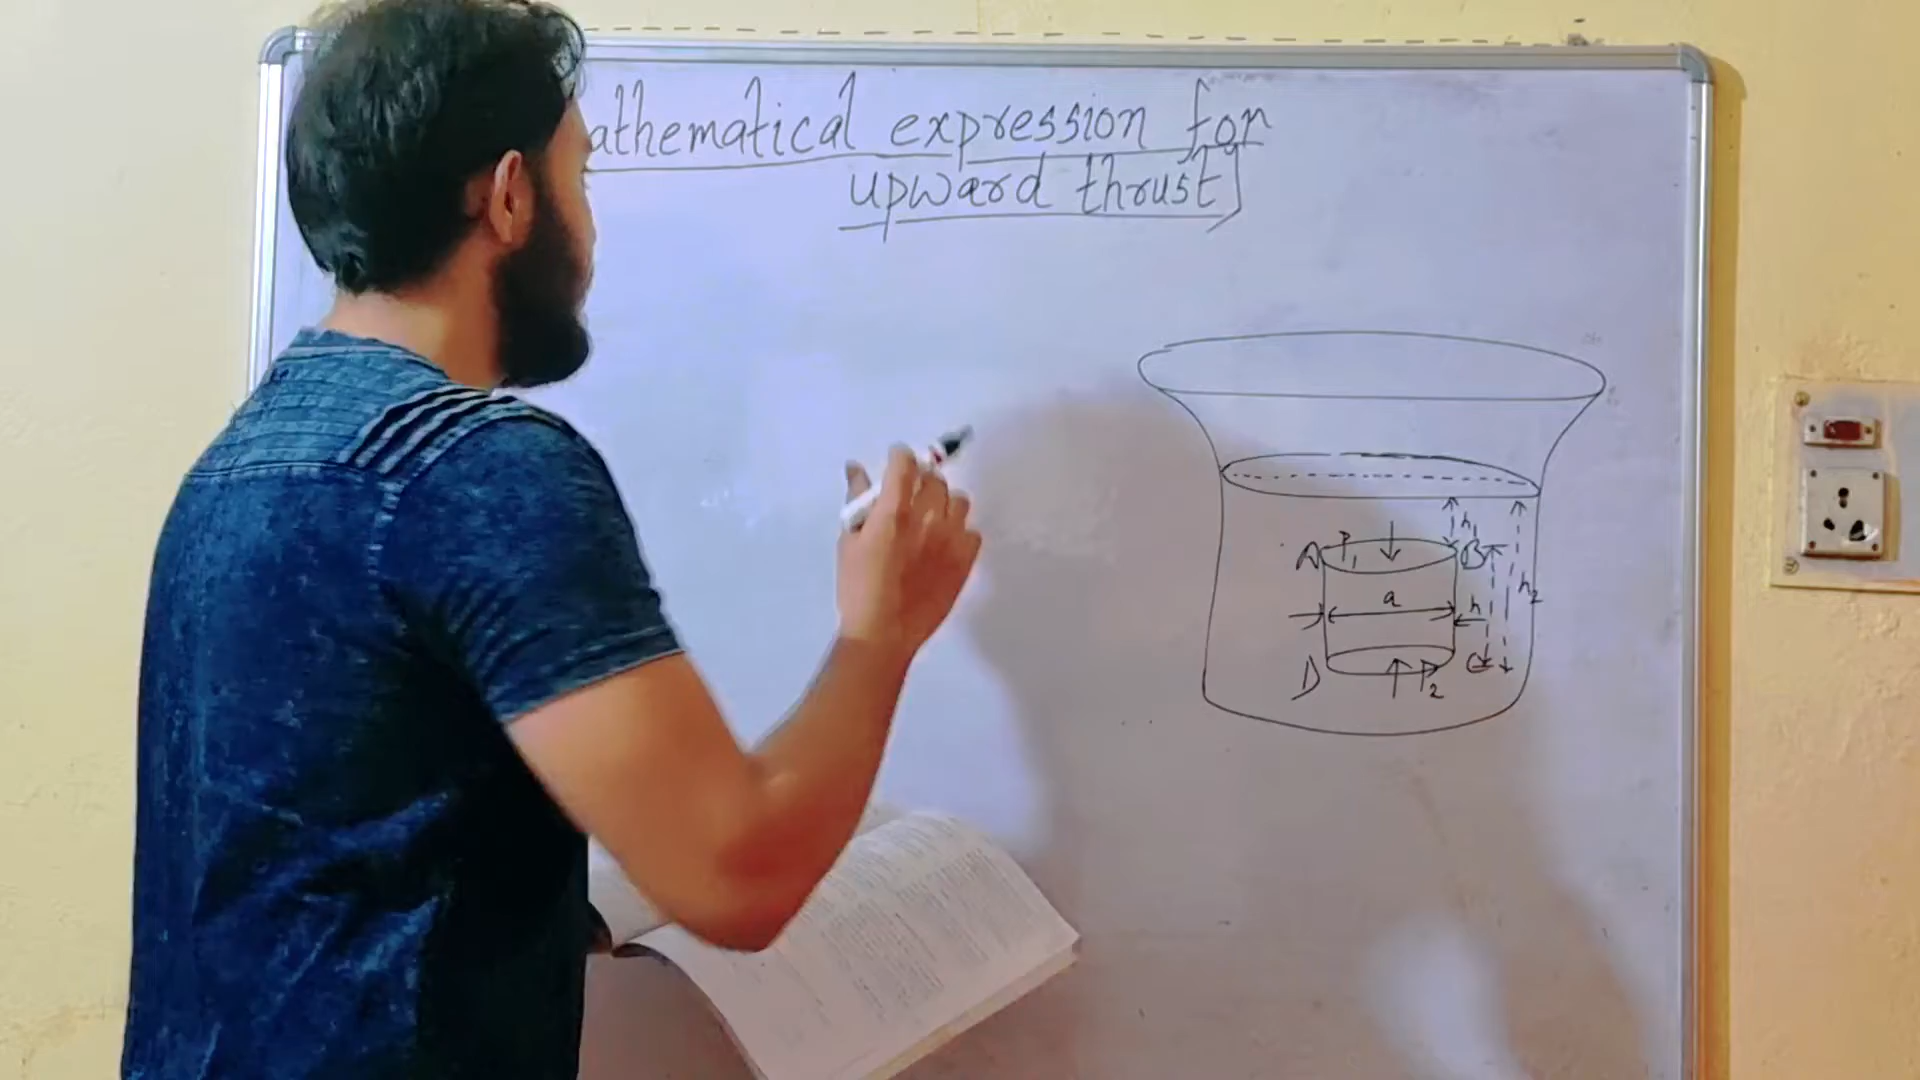 athematical expression for
upward thrust]
h₁
A P₁ B
a h h₂
D P₂ C